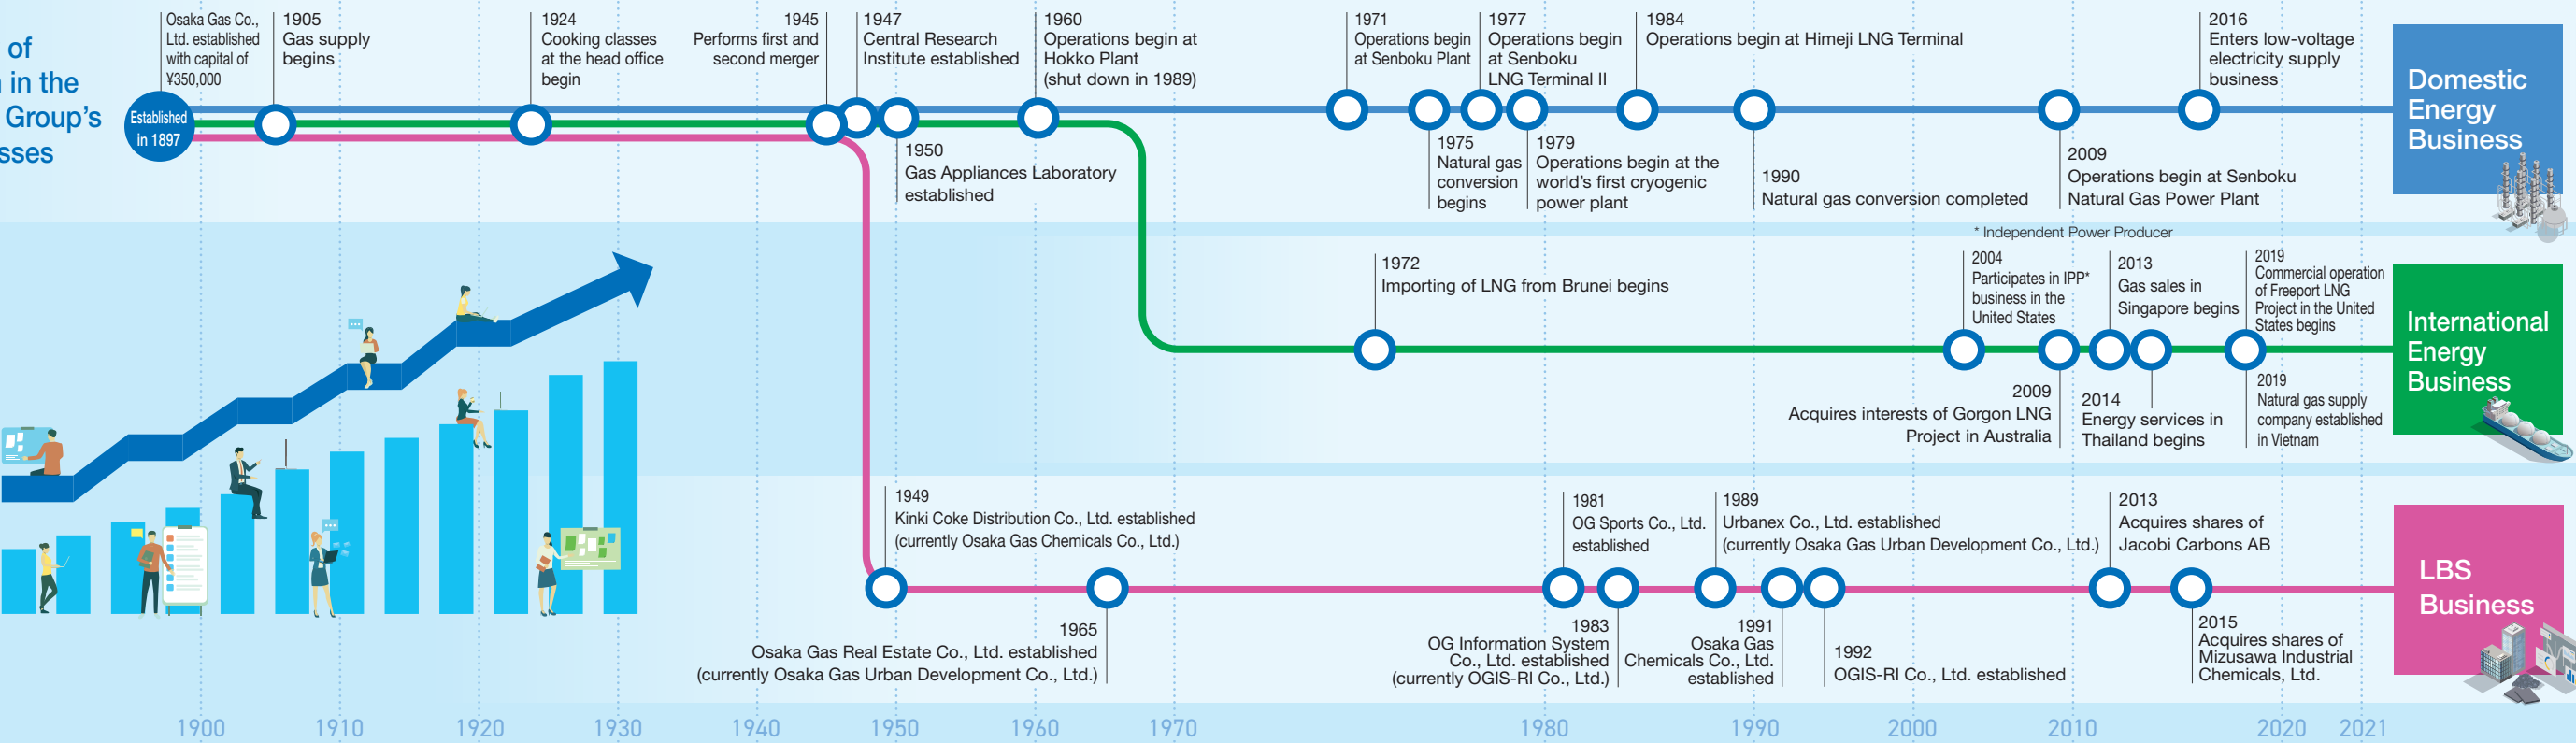 of
in the
Group's
sses
Osaka Gas Co.,
Ltd. established
with capital of
¥350,000
Established
in 1897
1905
Gas supply
begins
1924
Cooking classes
at the head office
begin
1945
Performs first and
second merger
1947
Central Research
Institute established
1950
Gas Appliances Laboratory
established
1960
Operations begin at
Hokko Plant
(shut down in 1989)
1971
Operations begin
at Senboku Plant
1975
Natural gas
conversion
begins
1977
Operations begin
at Senboku
LNG Terminal II
1979
Operations begin at the
world's first cryogenic
power plant
1984
Operations begin at Himeji LNG Terminal
1990
Natural gas conversion completed
2009
Operations begin at Senboku
Natural Gas Power Plant
2016
Enters low-voltage
electricity supply
business
Domestic
Energy
Business
* Independent Power Producer
1972
Importing of LNG from Brunei begins
2004
Participates in IPP*
business in the
United States
2009
Acquires interests of Gorgon LNG
Project in Australia
2013
Gas sales in
Singapore begins
2014
Energy services in
Thailand begins
2019
Commercial operation
of Freeport LNG
Project in the United
States begins
2019
Natural gas supply
company established
in Vietnam
International
Energy
Business
1949
Kinki Coke Distribution Co., Ltd. established
(currently Osaka Gas Chemicals Co., Ltd.)
1965
Osaka Gas Real Estate Co., Ltd. established
(currently Osaka Gas Urban Development Co., Ltd.)
1981
OG Sports Co., Ltd.
established
1983
OG Information System
Co., Ltd. established
(currently OGIS-RI Co., Ltd.)
1989
Urbanex Co., Ltd. established
(currently Osaka Gas Urban Development Co., Ltd.)
1991
Osaka Gas
Chemicals Co., Ltd.
established
1992
OGIS-RI Co., Ltd. established
2013
Acquires shares of
Jacobi Carbons AB
2015
Acquires shares of
Mizusawa Industrial
Chemicals, Ltd.
LBS
Business
1900 1910 1920 1930 1940 1950 1960 1970 1980 1990 2000 2010 2020 2021